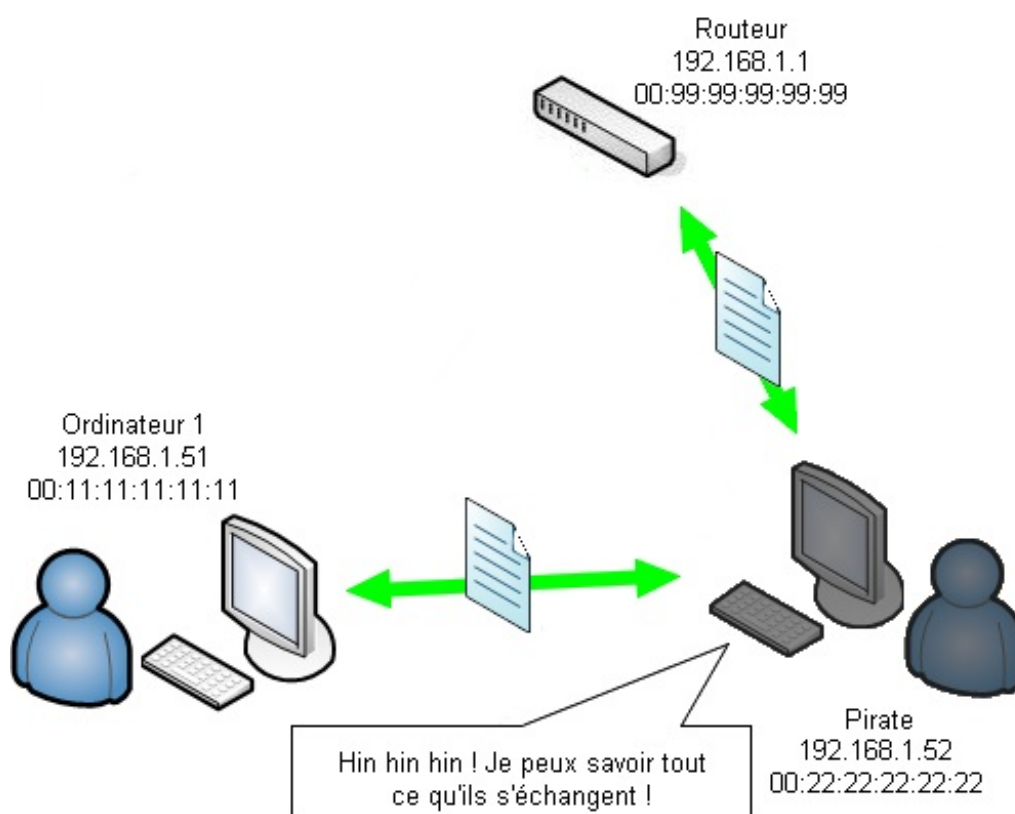 Routeur
192.168.1.1
00:99:99:99:99:99
Ordinateur 1
192.168.1.51
00:11:11:11:11:11
Hin hin hin ! Je peux savoir tout
ce qu'ils s'échangent !
Pirate
192.168.1.52
00:22:22:22:22:22